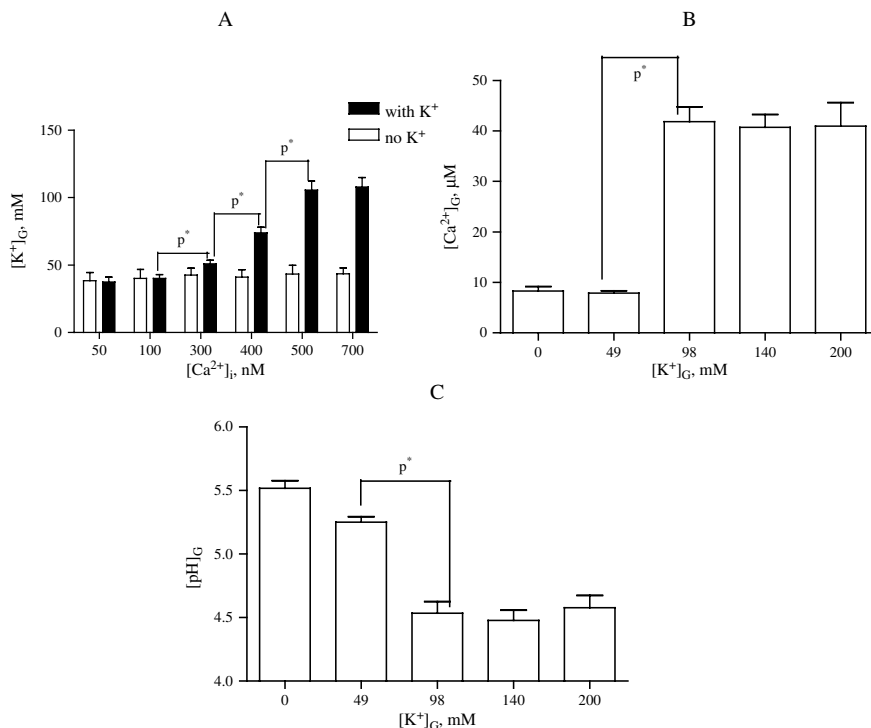 A
with K⁺
no K⁺
150
100
50
0
[K⁺]G, mM
p*
p*
p*
50 100 300 400 500 700
[Ca²⁺]i, nM
B
p*
50
40
30
20
10
0
[Ca²⁺]G, μM
0 49 98 140 200
[K⁺]G, mM
C
6.0
5.5
5.0
4.5
4.0
[pH]G
p*
0 49 98 140 200
[K⁺]G, mM